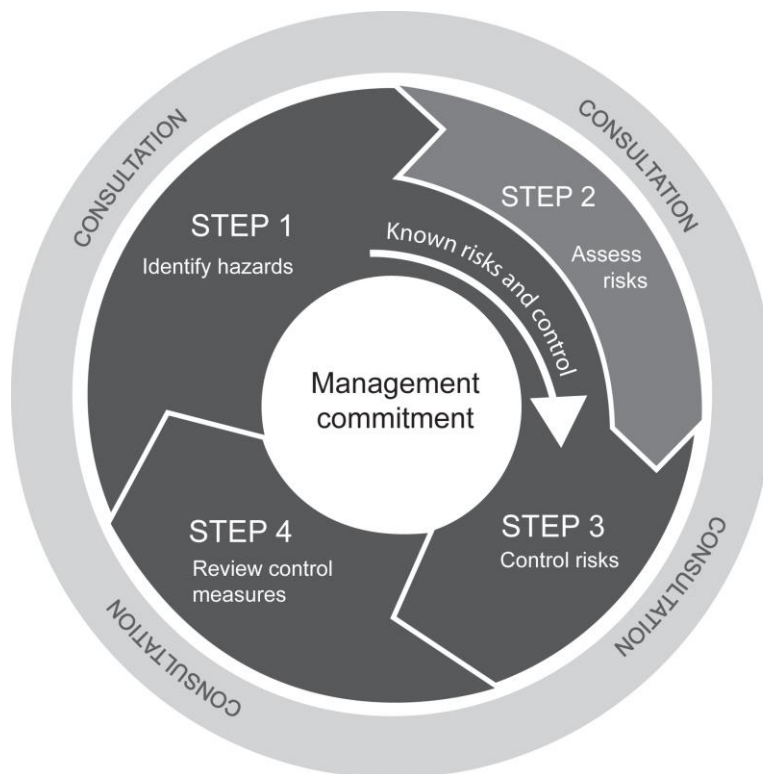 CONSULTATION
CONSULTATION
STEP 1
Identify hazards
STEP 2
Assess
risks
Known risks and control
Management
commitment
STEP 3
Control risks
STEP 4
Review control
measures
CONSULTATION
CONSULTATION